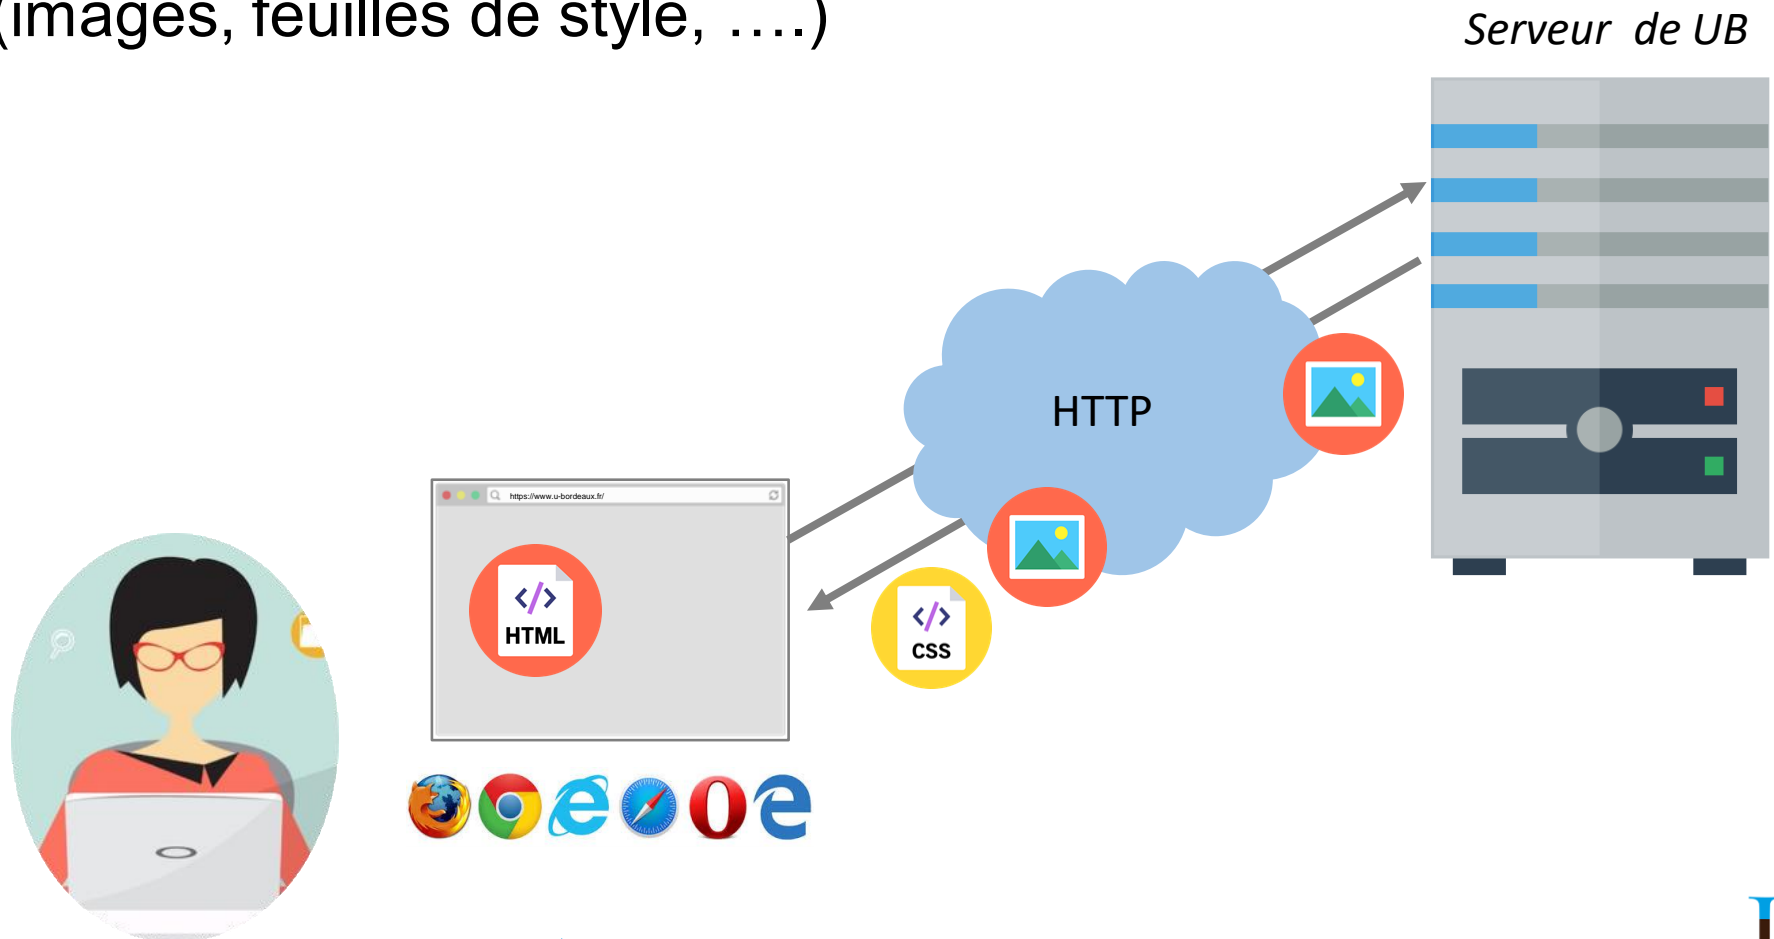 (images, feuilles de style, ….)
Serveur de UB
HTTP
https://www.u-bordeaux.fr/
</>
HTML
</>
CSS